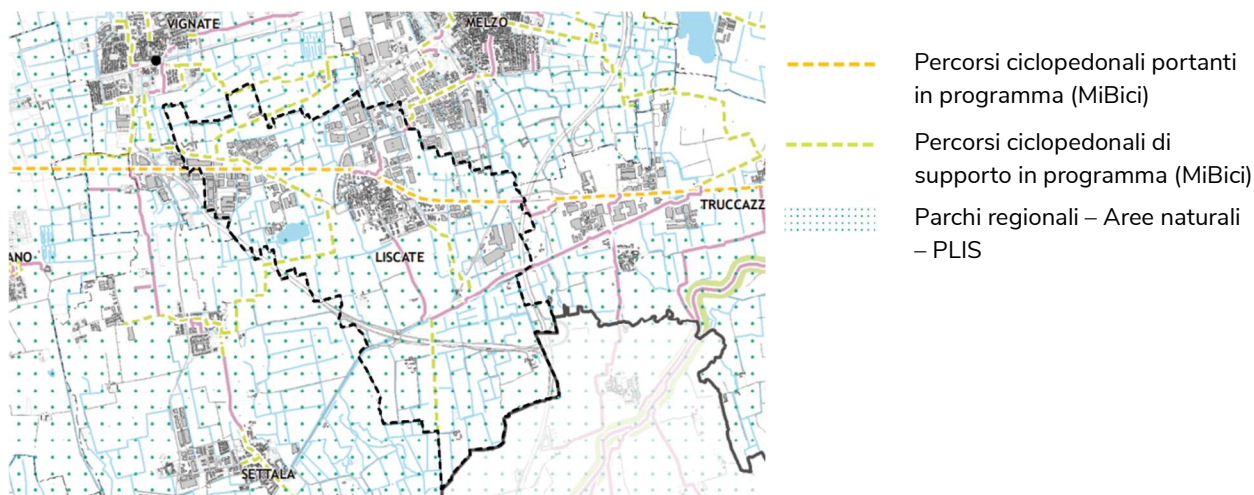 VIGNATE
MELZO
TRUCCAZZ
ANO
LISCATE
SETTALA
Percorsi ciclopedonali portanti
in programma (MiBici)
Percorsi ciclopedonali di
supporto in programma (MiBici)
Parchi regionali – Aree naturali
– PLIS